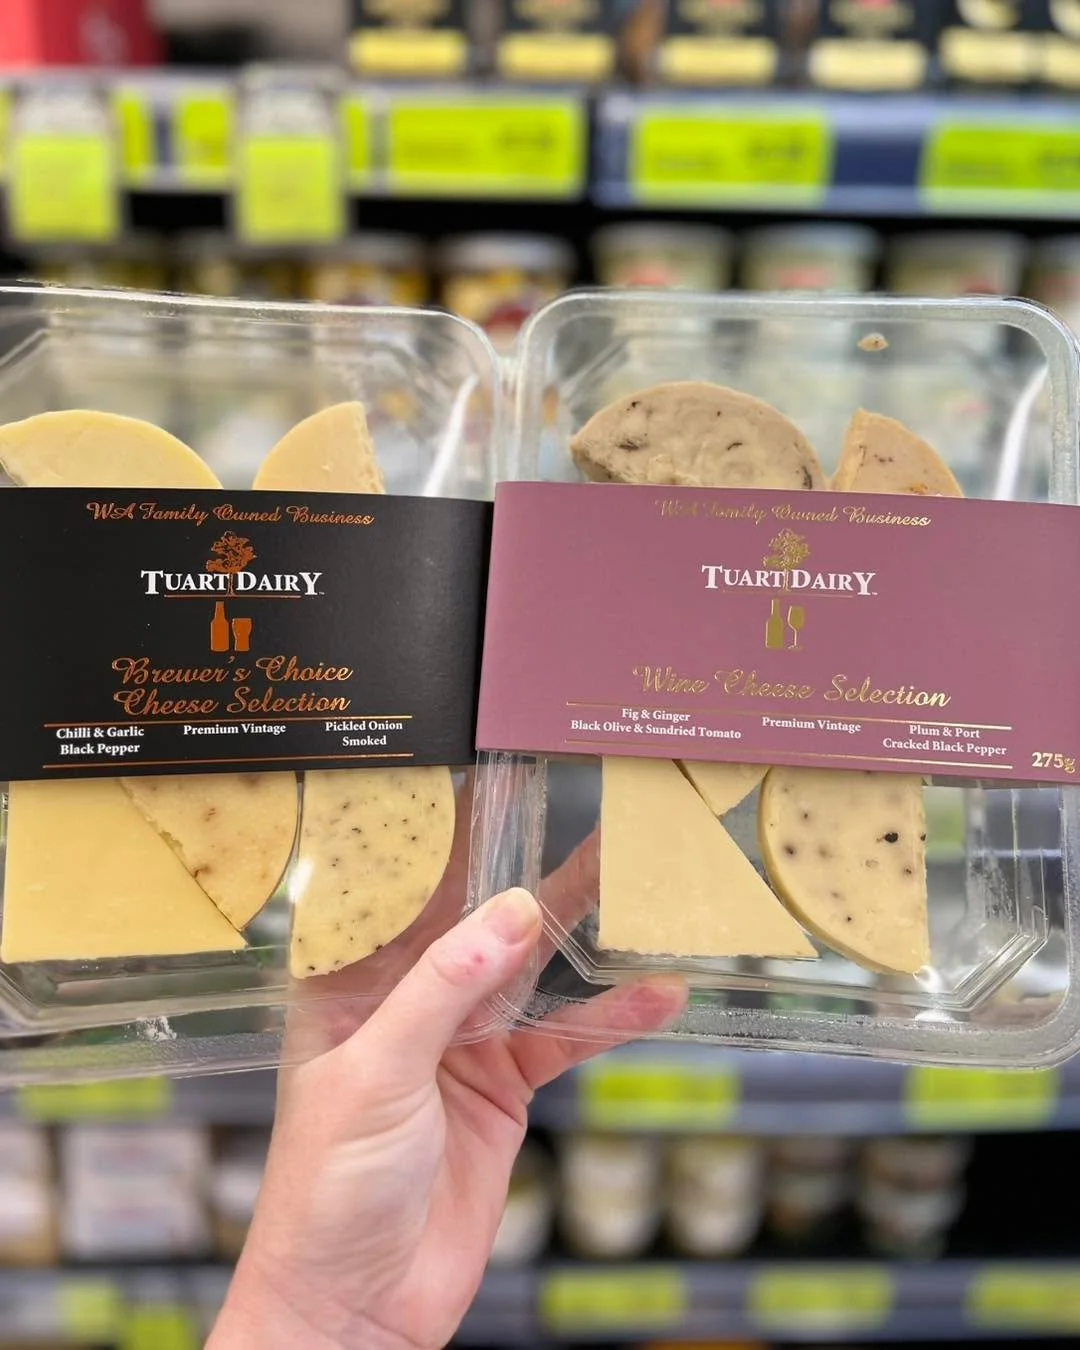 WA Family Owned Business
TUART DAIRY
Brewer's Choice
Cheese Selection
Chilli & Garlic
Black Pepper
Premium Vintage
Pickled Onion
Smoked
WA Family Owned Business
TUART DAIRY™
Wine Cheese Selection
Fig & Ginger
Black Olive & Sundried Tomato
Premium Vintage
Plum & Port
Cracked Black Pepper
275g